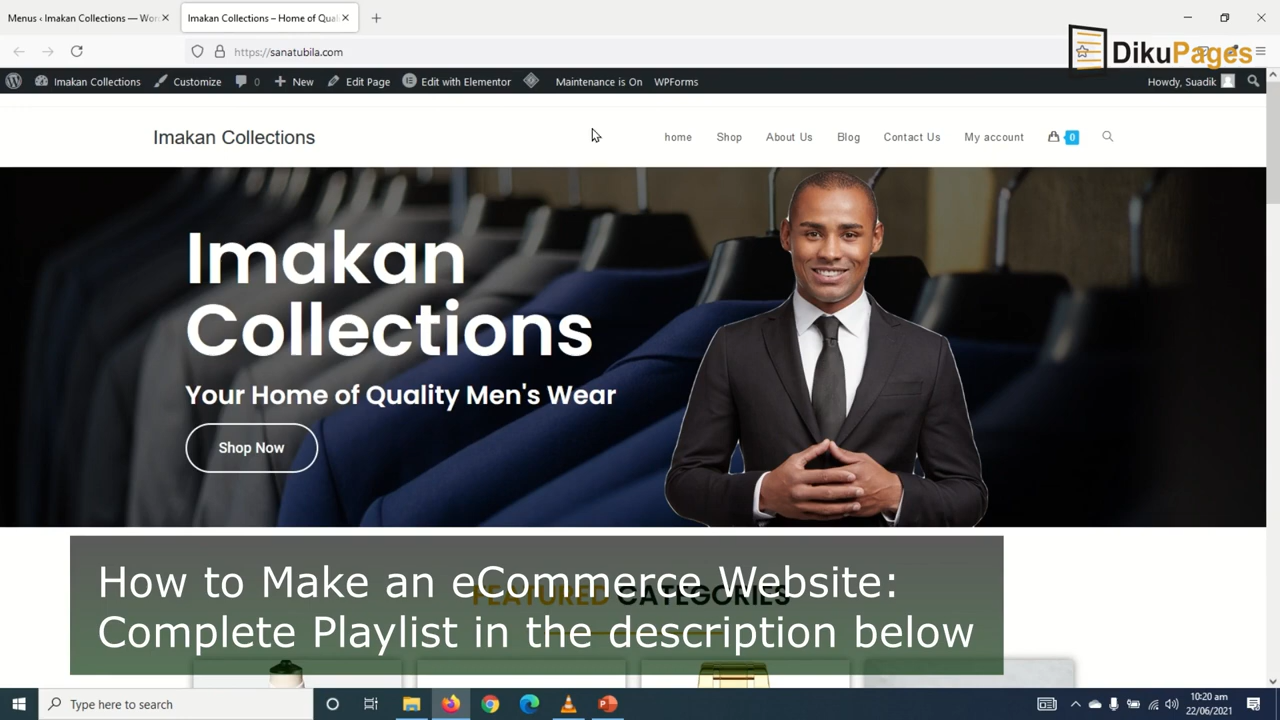 Menus ‹ Imakan Collections — Wor
Imakan Collections – Home of Qual
https://sanatubila.com
DikuPages
Imakan Collections
Customize
0
New
Edit Page
Edit with Elementor
Maintenance is On
WPForms
Howdy, Suadik
Imakan Collections
home
Shop
About Us
Blog
Contact Us
My account
0
Imakan
Collections
Your Home of Quality Men's Wear
Shop Now
FEATURED CATEGORIES
How to Make an eCommerce Website:
Complete Playlist in the description below
Type here to search
10:20 am
22/06/2021